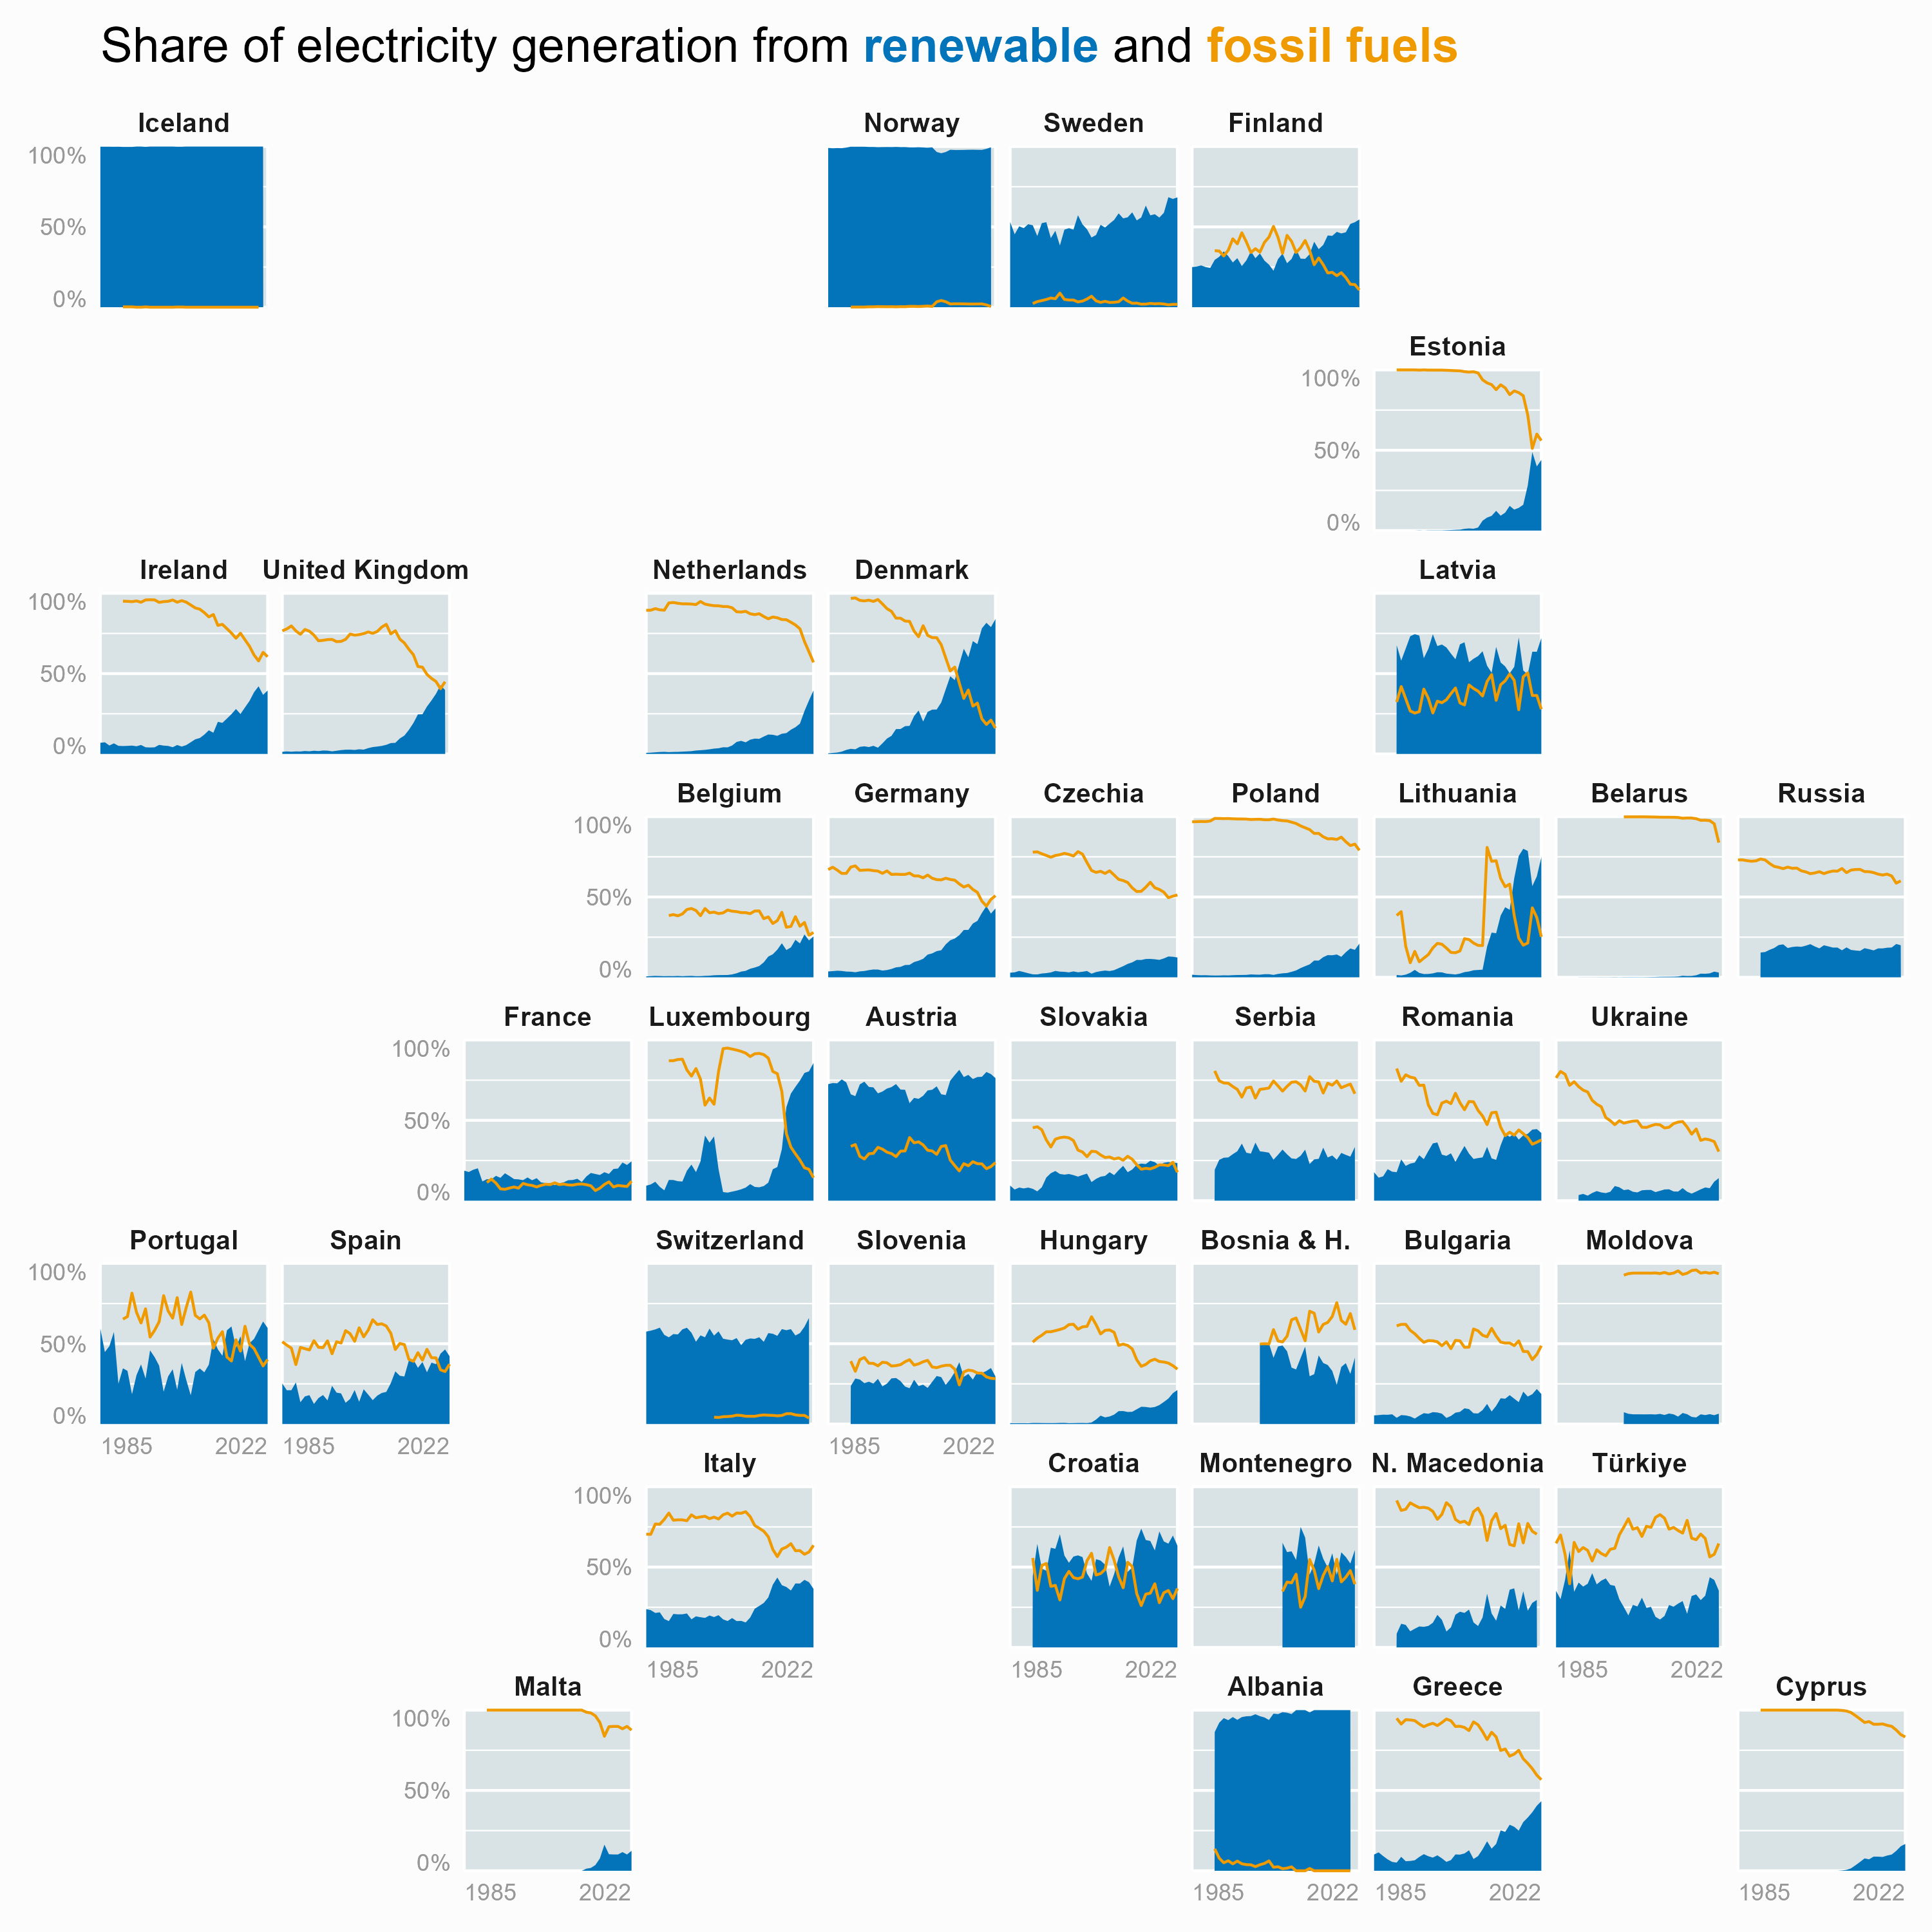 Share of electricity generation from renewable and fossil fuels
Iceland Norway Sweden Finland
100%
50%
0%
Estonia
100%
50%
0%
Ireland United Kingdom Netherlands Denmark Latvia
100%
50%
0%
Belgium Germany Czechia Poland Lithuania Belarus Russia
100%
50%
0%
France Luxembourg Austria Slovakia Serbia Romania Ukraine
100%
50%
0%
Portugal Spain Switzerland Slovenia Hungary Bosnia & H. Bulgaria Moldova
100%
50%
0%
1985 2022 1985 2022 1985 2022
Italy Croatia Montenegro N. Macedonia Türkiye
100%
50%
0%
1985 2022 1985 2022 1985 2022
Malta Albania Greece Cyprus
100%
50%
0%
1985 2022 1985 2022 1985 2022 1985 2022